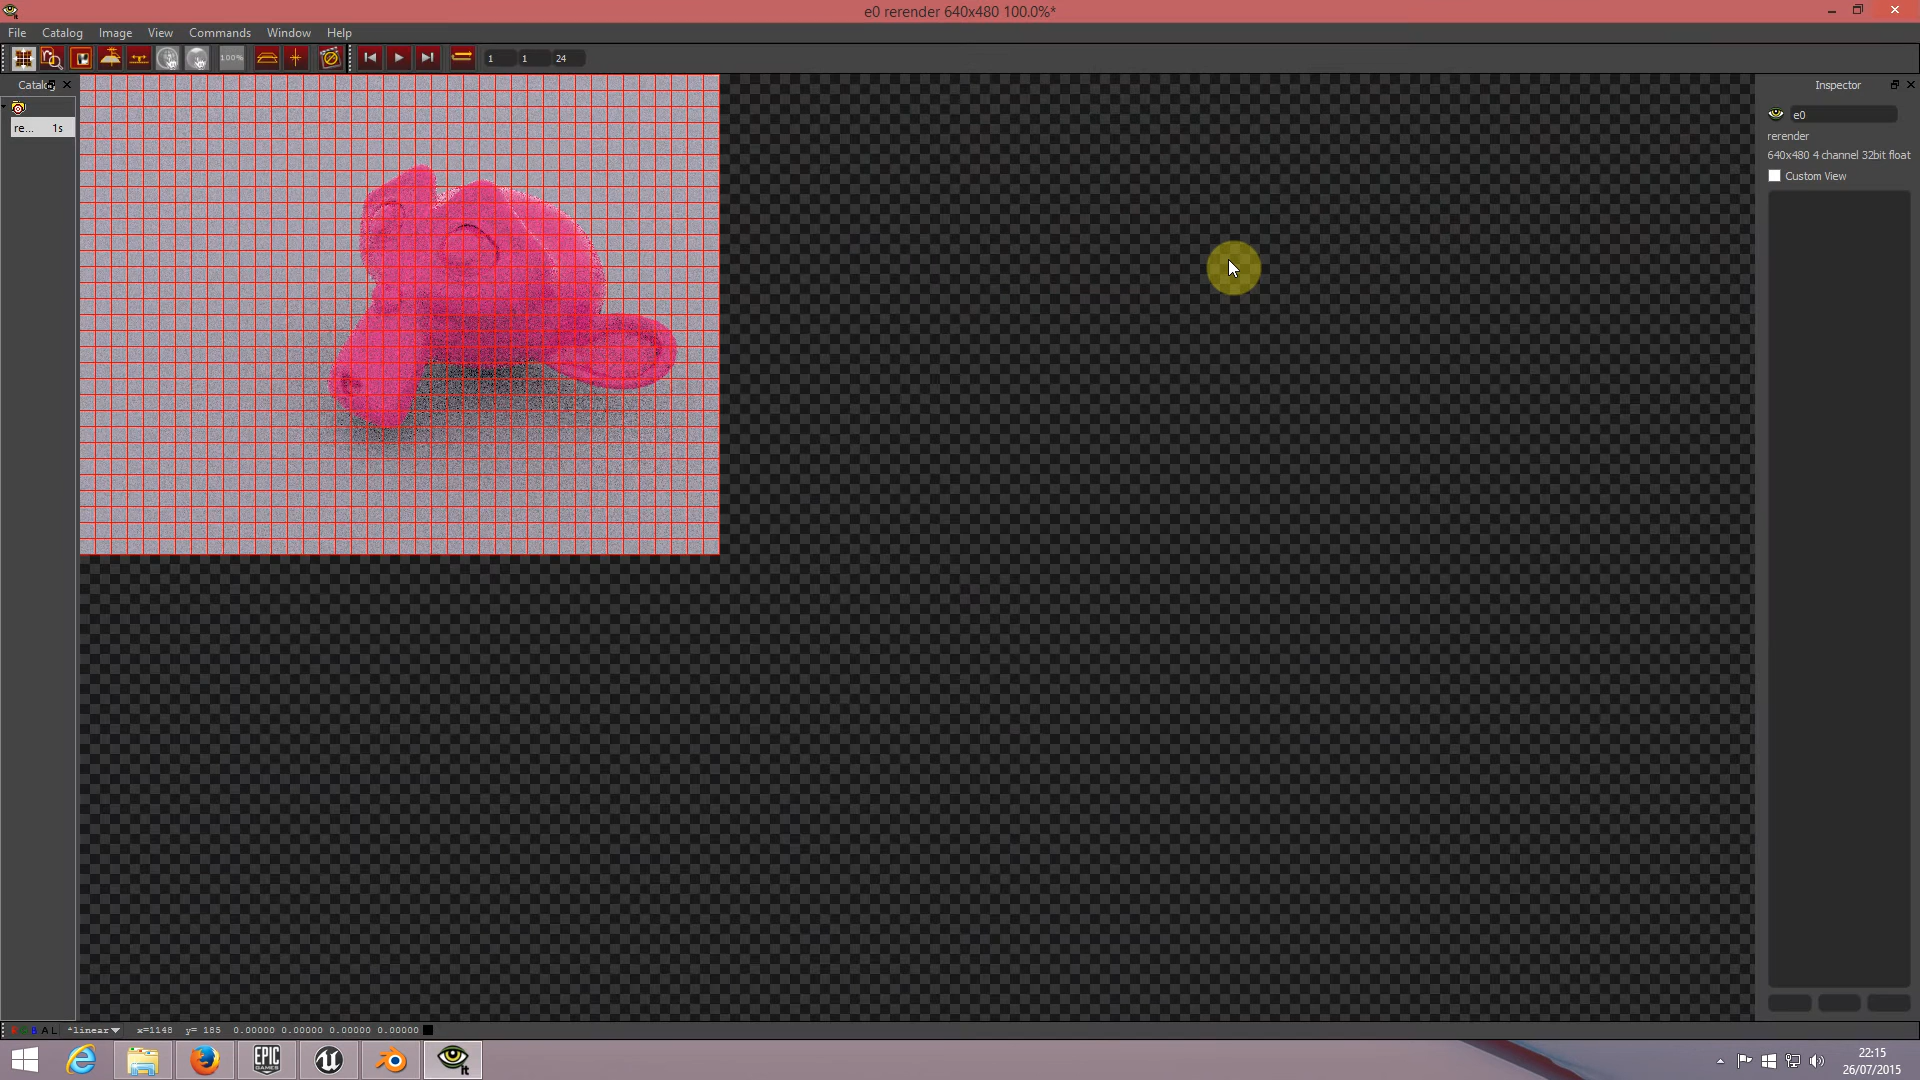 e0 rerender 640x480 100.0%*
File Catalog Image View Commands Window Help
100%
1 1 24
Catalog
re... 1s
Inspector
e0
rerender
640x480 4 channel 32bit float
Custom View
R G B A L *linear x=1148 y= 185 0.00000 0.00000 0.00000 0.00000
EPIC
GAMES
it
22:15
26/07/2015